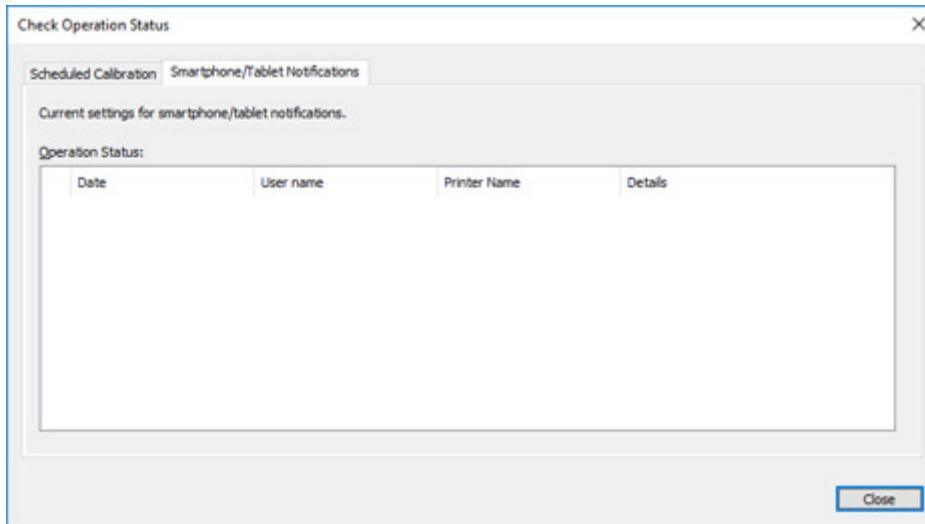 Check Operation Status
Scheduled Calibration Smartphone/Tablet Notifications
Current settings for smartphone/tablet notifications.
Operation Status:
Date User name Printer Name Details
Close